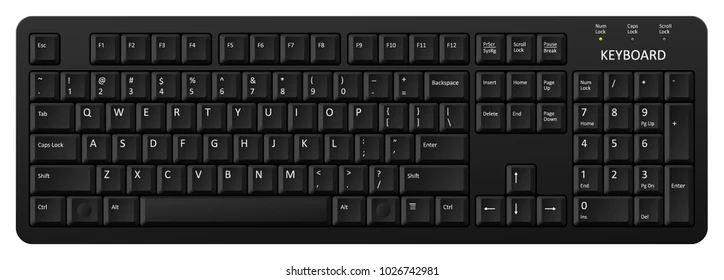 Num Lock Caps Lock Scroll Lock
KEYBOARD
Esc F1 F2 F3 F4 F5 F6 F7 F8 F9 F10 F11 F12 PrScr SysRg Scroll Lock Pause Break
~ ! @ # $ % ^ & * ( ) – +
1 2 3 4 5 6 7 8 9 0 - = Backspace Insert Home Page Up Num Lock / * -
Tab Q W E R T Y U I O P { [ } ] | \ Delete End Page Down 7 Home 8 9 Pg Up +
Caps Lock A S D F G H J K L : ; " , Enter 4 5 6
Shift Z X C V B N M < , > . ? / Shift ↑ 1 End 2 3 Pg Dn Enter
Ctrl Alt Alt Ctrl ← ↓ → 0 Ins . Del
shutterstock.com · 1026742981